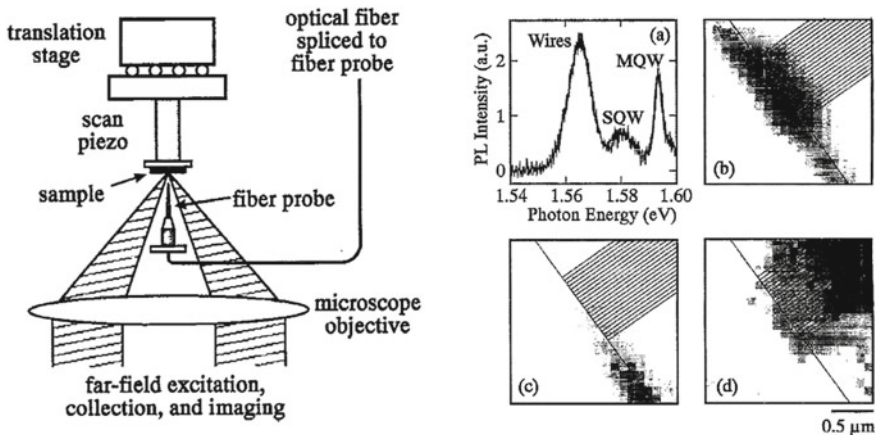 translation
stage
optical fiber
spliced to
fiber probe
scan
piezo
sample
fiber probe
microscope
objective
far-field excitation,
collection, and imaging
PL Intensity (a.u.)
2
1
0
Wires
(a)
MQW
SQW
1.54
1.56
1.58
1.60
Photon Energy (eV)
(b)
(c)
(d)
0.5 µm